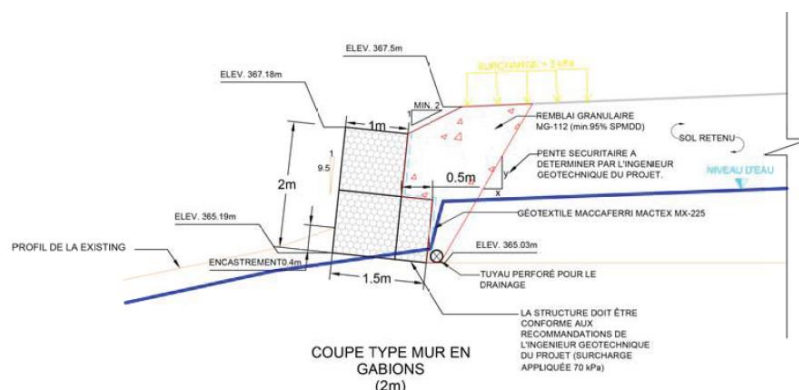 ELEV. 367.5m
SURCHARGE = 5 kPa
ELEV. 367.18m
MIN. 2
1
1m
REMBLAI GRANULAIRE
NG-112 (min.95% SPMDD)
SOL RETENU
1
9.5
PENTE SECURITAIRE A
DETERMINER PAR L'INGENIEUR
GEOTECHNIQUE DU PROJET.
0.5m
y
x
2m
NIVEAU D'EAU
GÉOTEXTILE MACCAFERRI MACTEX MX-225
ELEV. 365.19m
PROFIL DE LA EXISTING
ELEV. 365.03m
ENCASTREMENT0.4m
1.5m
TUYAU PERFORÉ POUR LE
DRAINAGE
LA STRUCTURE DOIT ÊTRE
CONFORME AUX
RECOMMANDATIONS DE
L'INGENIEUR GEOTECHNIQUE
DU PROJET (SURCHARGE
APPLIQUÉE 70 kPa)
COUPE TYPE MUR EN
GABIONS
(2m)